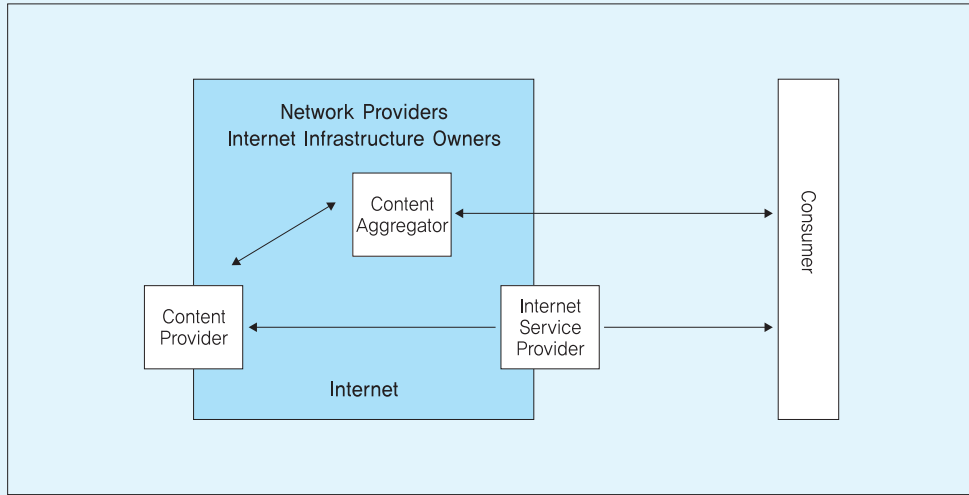 Network Providers
Internet Infrastructure Owners
Content
Aggregator
Consumer
Content
Provider
Internet
Service
Provider
Internet